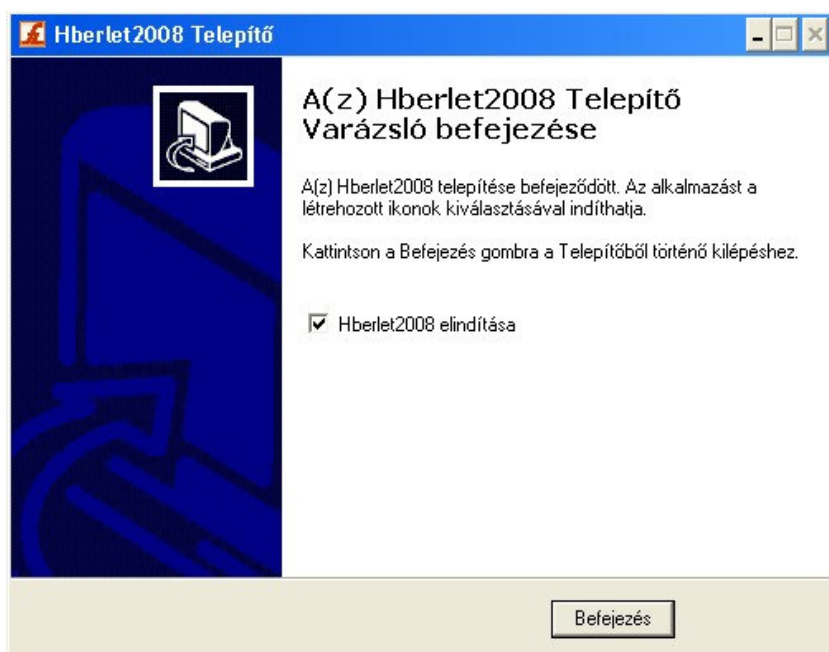 Hberlet2008 Telepítő
A(z) Hberlet2008 Telepítő
Varázsló befejezése
A(z) Hberlet2008 telepítése befejeződött. Az alkalmazást a
létrehozott ikonok kiválasztásával indíthatja.
Kattintson a Befejezés gombra a Telepítőből történő kilépéshez.
Hberlet2008 elindítása
Befejezés